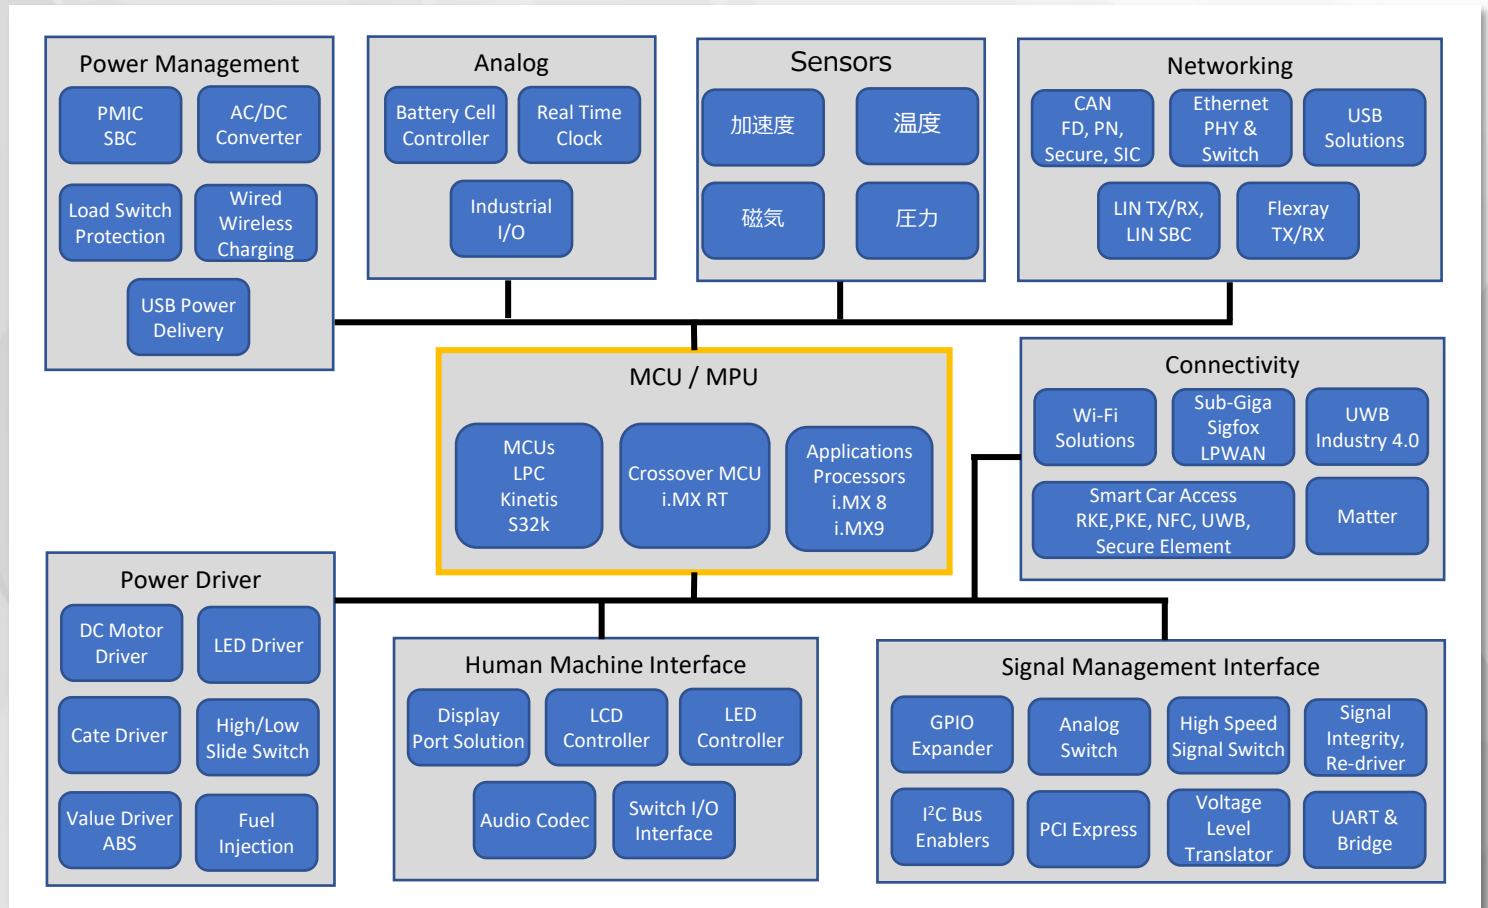 Power Management
PMIC
SBC
AC/DC
Converter
Load Switch
Protection
Wired
Wireless
Charging
USB Power
Delivery
Analog
Battery Cell
Controller
Real Time
Clock
Industrial
I/O
Sensors
加速度
温度
磁気
圧力
Networking
CAN
FD, PN,
Secure, SIC
Ethernet
PHY &
Switch
USB
Solutions
LIN TX/RX,
LIN SBC
Flexray
TX/RX
MCU / MPU
MCUs
LPC
Kinetis
S32k
Crossover MCU
i.MX RT
Applications
Processors
i.MX 8
i.MX9
Connectivity
Wi-Fi
Solutions
Sub-Giga
Sigfox
LPWAN
UWB
Industry 4.0
Smart Car Access
RKE,PKE, NFC, UWB,
Secure Element
Matter
Power Driver
DC Motor
Driver
LED Driver
Cate Driver
High/Low
Slide Switch
Value Driver
ABS
Fuel
Injection
Human Machine Interface
Display
Port Solution
LCD
Controller
LED
Controller
Audio Codec
Switch I/O
Interface
Signal Management Interface
GPIO
Expander
Analog
Switch
High Speed
Signal Switch
Signal
Integrity,
Re-driver
I²C Bus
Enablers
PCI Express
Voltage
Level
Translator
UART &
Bridge